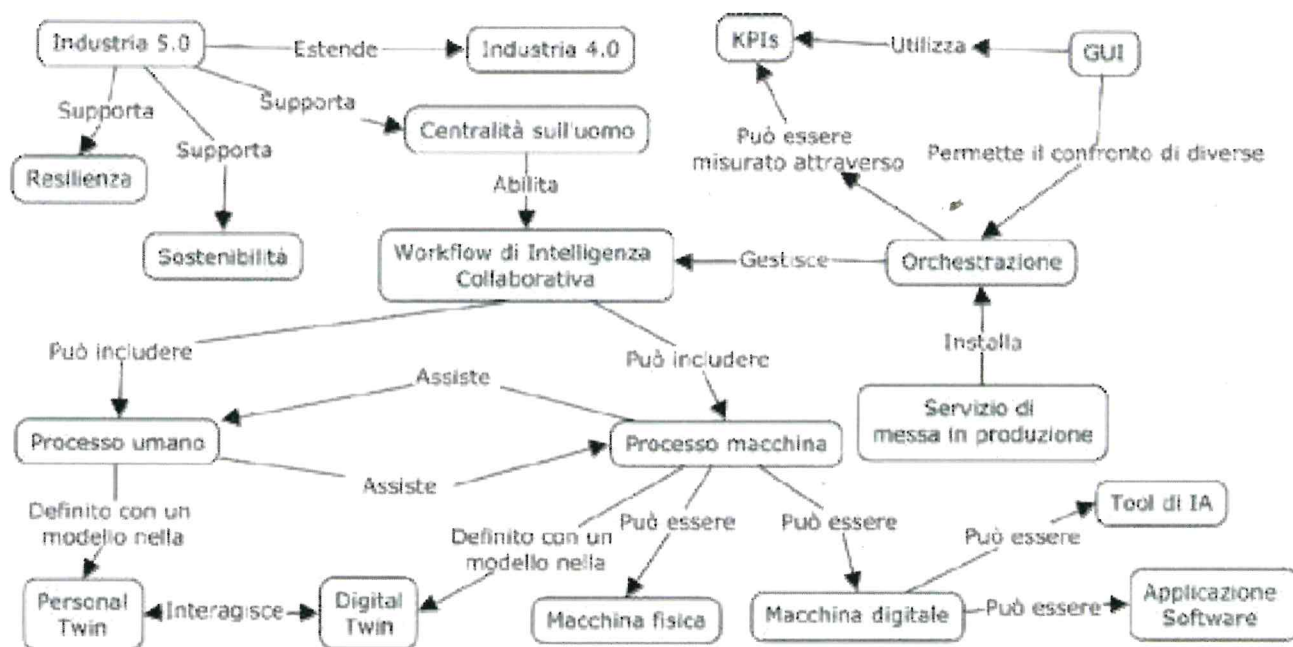 Industria 5.0
Estende
Industria 4.0
KPIs
Utilizza
GUI
Supporta
Supporta
Supporta
Centralità sull'uomo
Può essere
misurato attraverso
Permette il confronto di diverse
Resilienza
Abilita
Sostenibilità
Workflow di Intelligenza
Collaborativa
Gestisce
Orchestrazione
Può includere
Può includere
Installa
Assiste
Servizio di
messa in produzione
Processo umano
Processo macchina
Assiste
Definito con un
modello nella
Definito con un
modello nella
Può essere
Può essere
Può essere
Tool di IA
Personal
Twin
Interagisce
Digital
Twin
Macchina fisica
Macchina digitale
Può essere
Applicazione
Software